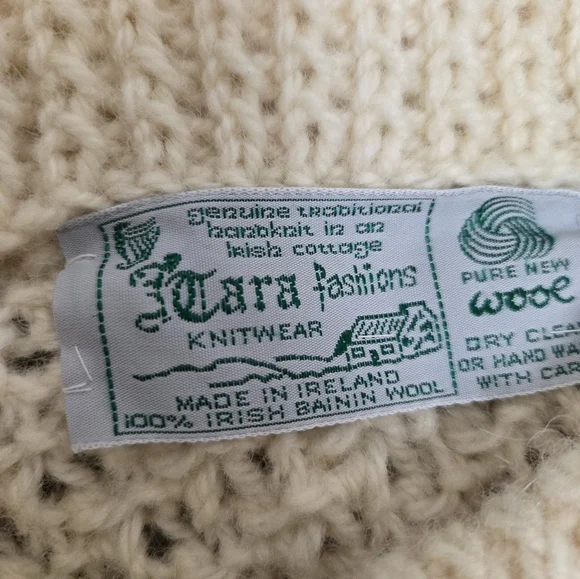 genuine traditional
handknit in an
irish cottage
Tara fashions
KNITWEAR
MADE IN IRELAND
100% IRISH BAININ WOOL
PURE NEW
wool
DRY CLE
OR HAND WA
WITH CAR